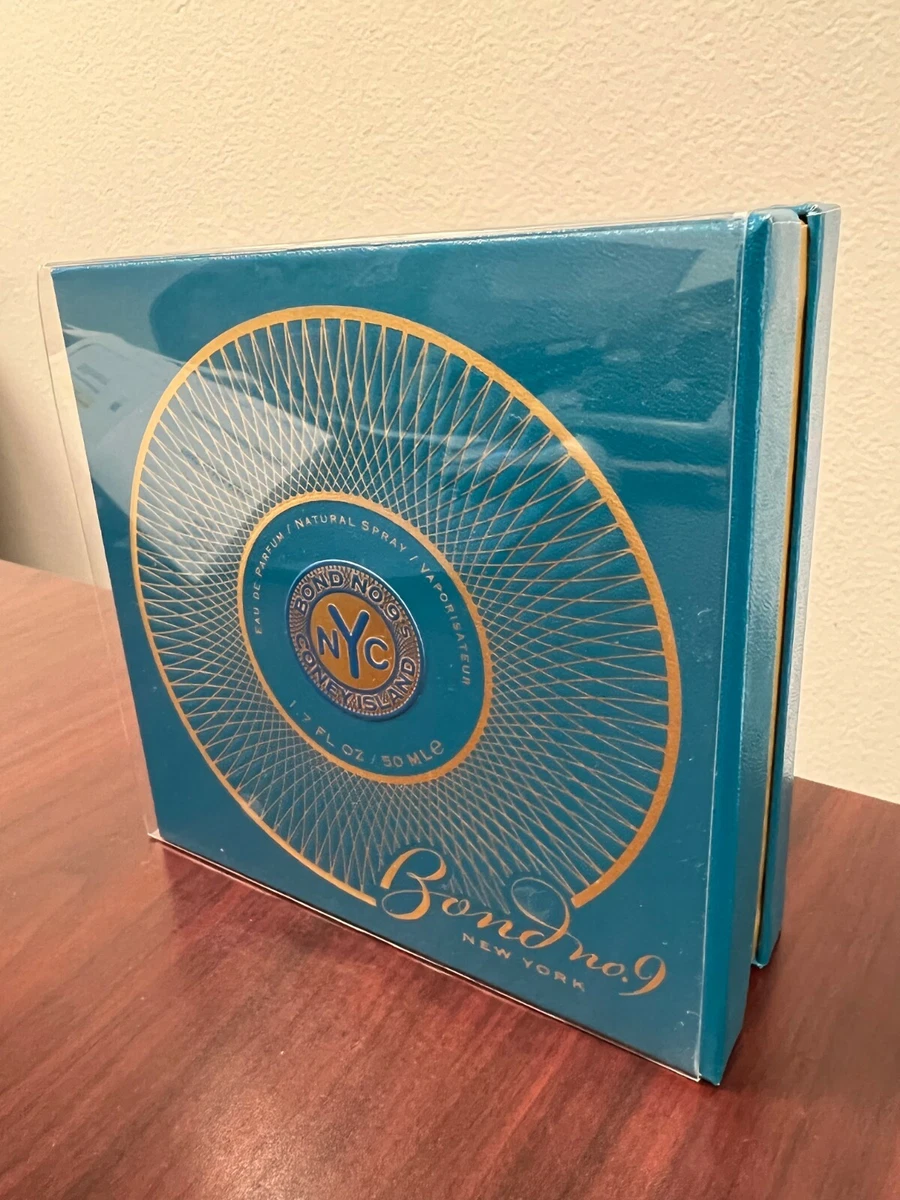 EAU DE PARFUM / NATURAL SPRAY / VAPORISATEUR
BOND NO. 9'S
NYC
CONEY ISLAND
1.7 FL OZ / 50 ML e
Bond no.9
NEW YORK